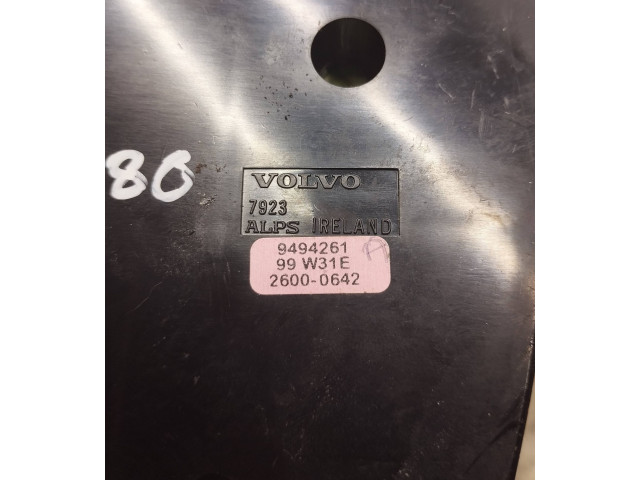 80
VOLVO
7923
ALPS IRELAND
9494261
99 W31E
2600-0642